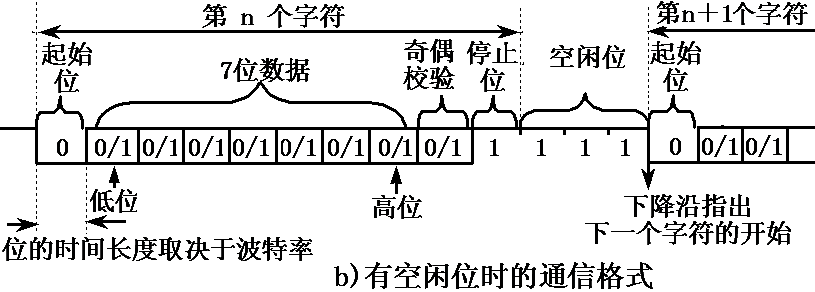 第 n 个字符
第n+1个字符
起始位
7位数据
奇偶校验
停止位
空闲位
起始位
0 0/1 0/1 0/1 0/1 0/1 0/1 0/1 0/1 1 1 1 1 0 0/1 0/1
低位
高位
下降沿指出
下一个字符的开始
位的时间长度取决于波特率
b)有空闲位时的通信格式